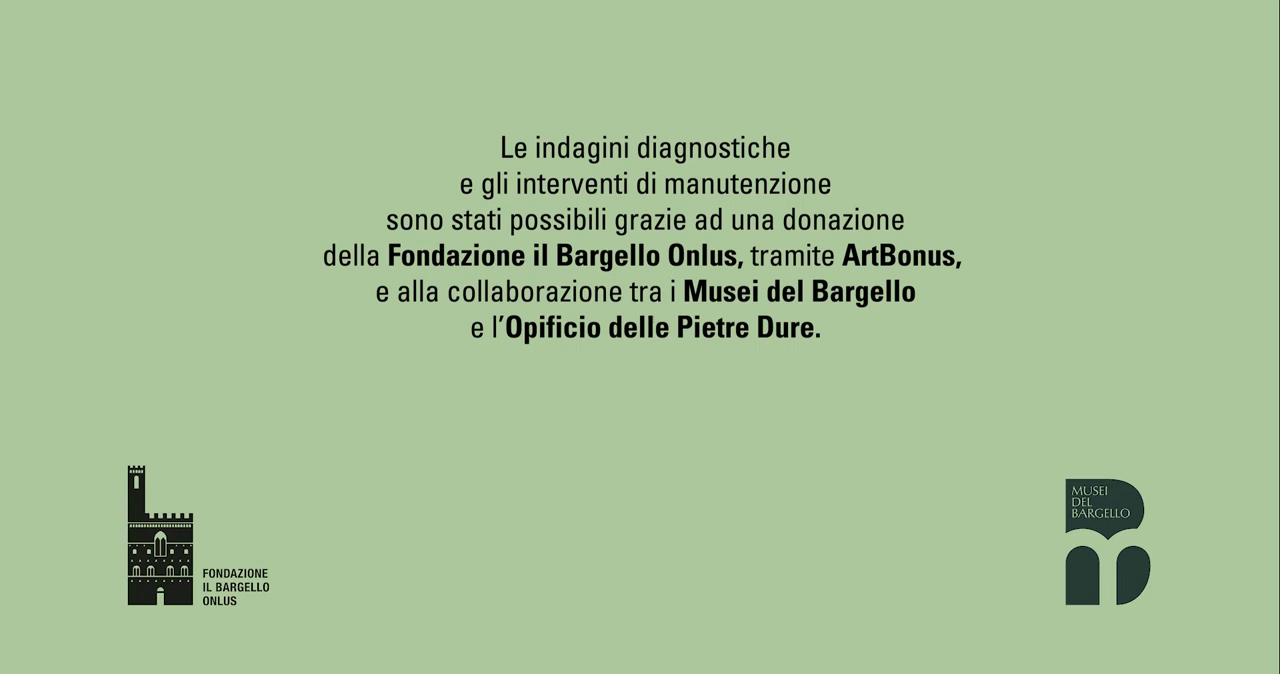 Le indagini diagnostiche
e gli interventi di manutenzione
sono stati possibili grazie ad una donazione
della Fondazione il Bargello Onlus, tramite ArtBonus,
e alla collaborazione tra i Musei del Bargello
e l’Opificio delle Pietre Dure.
FONDAZIONE
IL BARGELLO
ONLUS
MUSEI
DEL
BARGELLO